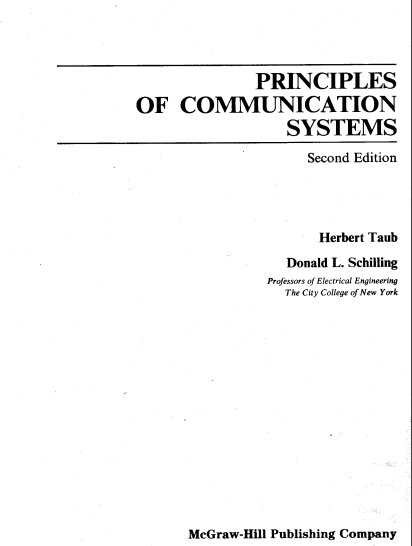 PRINCIPLES
OF COMMUNICATION
SYSTEMS
Second Edition
Herbert Taub
Donald L. Schilling
Professors of Electrical Engineering
The City College of New York
McGraw-Hill Publishing Company